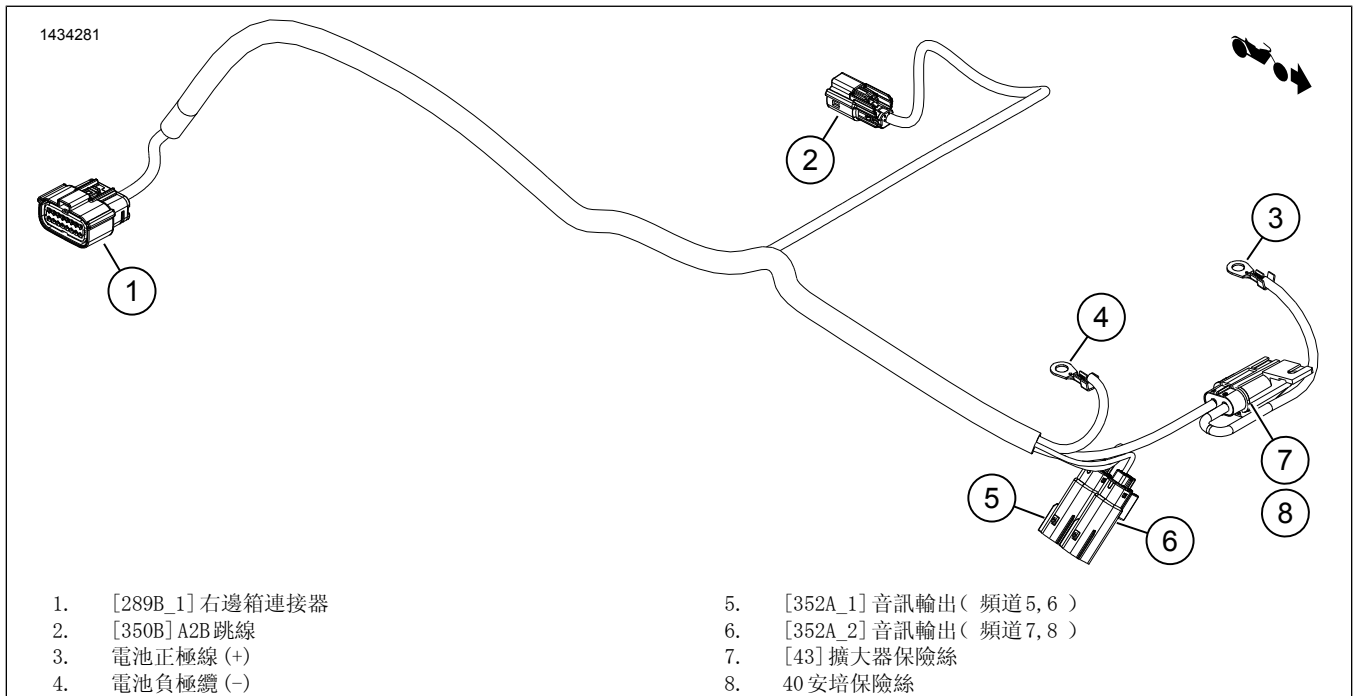 1434281
2
3
1
4
7
5
8
6
1. [289B_1]右邊箱連接器
2. [350B]A2B跳線
3. 電池正極線(+)
4. 電池負極纜(-)
5. [352A_1]音訊輸出( 頻道5,6 )
6. [352A_2]音訊輸出( 頻道7,8 )
7. [43]擴大器保險絲
8. 40安培保險絲